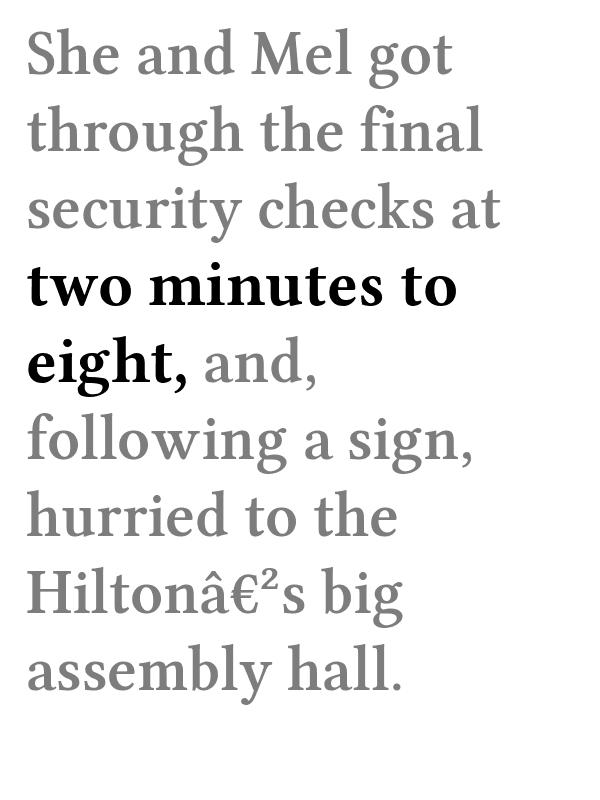 She and Mel got
through the final
security checks at
two minutes to
eight, and,
following a sign,
hurried to the
Hiltonâ€²s big
assembly hall.